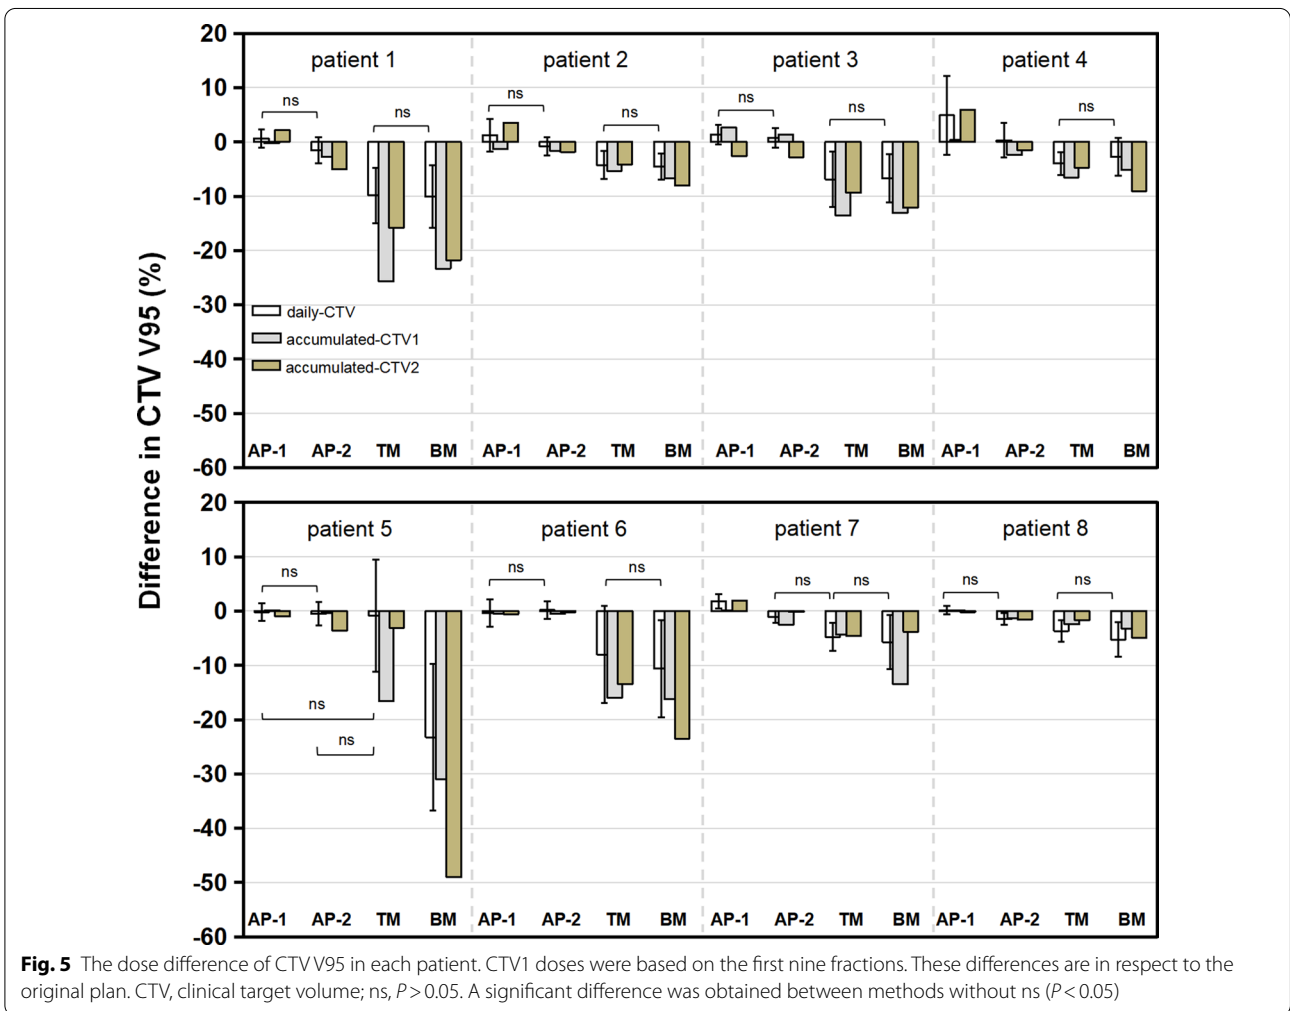 Difference in CTV V95 (%)
20
10
0
-10
-20
-30
-40
-50
-60
patient 1
patient 2
patient 3
patient 4
ns
ns
ns
ns
ns
ns
ns
daily-CTV
accumulated-CTV1
accumulated-CTV2
AP-1 AP-2 TM BM AP-1 AP-2 TM BM AP-1 AP-2 TM BM AP-1 AP-2 TM BM
20
10
0
-10
-20
-30
-40
-50
-60
patient 5
patient 6
patient 7
patient 8
ns
ns
ns
ns
ns
ns
ns
ns
ns
AP-1 AP-2 TM BM AP-1 AP-2 TM BM AP-1 AP-2 TM BM AP-1 AP-2 TM BM
Fig. 5 The dose difference of CTV V95 in each patient. CTV1 doses were based on the first nine fractions. These differences are in respect to the
original plan. CTV, clinical target volume; ns, P > 0.05. A significant difference was obtained between methods without ns (P < 0.05)